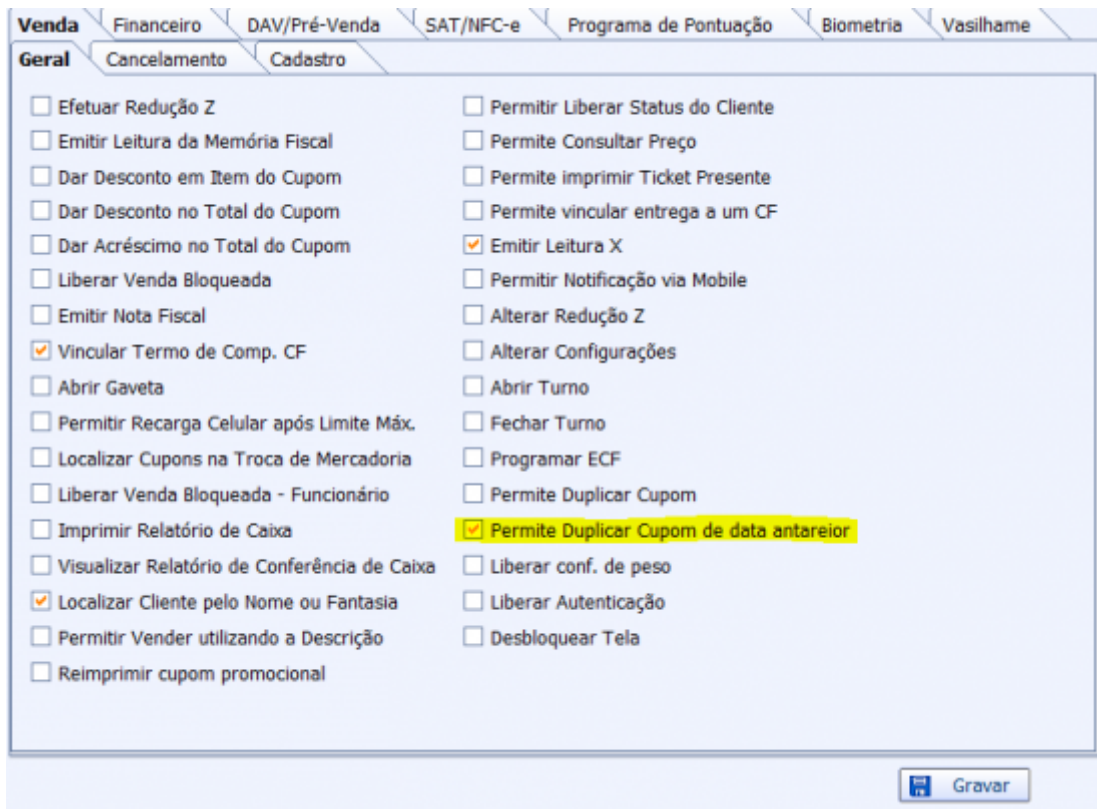 Venda Financeiro DAV/Pré-Venda SAT/NFC-e Programa de Pontuação Biometria Vasilhame
Geral Cancelamento Cadastro
Efetuar Redução Z
Emitir Leitura da Memória Fiscal
Dar Desconto em Item do Cupom
Dar Desconto no Total do Cupom
Dar Acréscimo no Total do Cupom
Liberar Venda Bloqueada
Emitir Nota Fiscal
Vincular Termo de Comp. CF
Abrir Gaveta
Permitir Recarga Celular após Limite Máx.
Localizar Cupons na Troca de Mercadoria
Liberar Venda Bloqueada - Funcionário
Imprimir Relatório de Caixa
Visualizar Relatório de Conferência de Caixa
Localizar Cliente pelo Nome ou Fantasia
Permitir Vender utilizando a Descrição
Reimprimir cupom promocional
Permitir Liberar Status do Cliente
Permite Consultar Preço
Permite imprimir Ticket Presente
Permite vincular entrega a um CF
Emitir Leitura X
Permitir Notificação via Mobile
Alterar Redução Z
Alterar Configurações
Abrir Turno
Fechar Turno
Programar ECF
Permite Duplicar Cupom
Permite Duplicar Cupom de data antareior
Liberar conf. de peso
Liberar Autenticação
Desbloquear Tela
Gravar